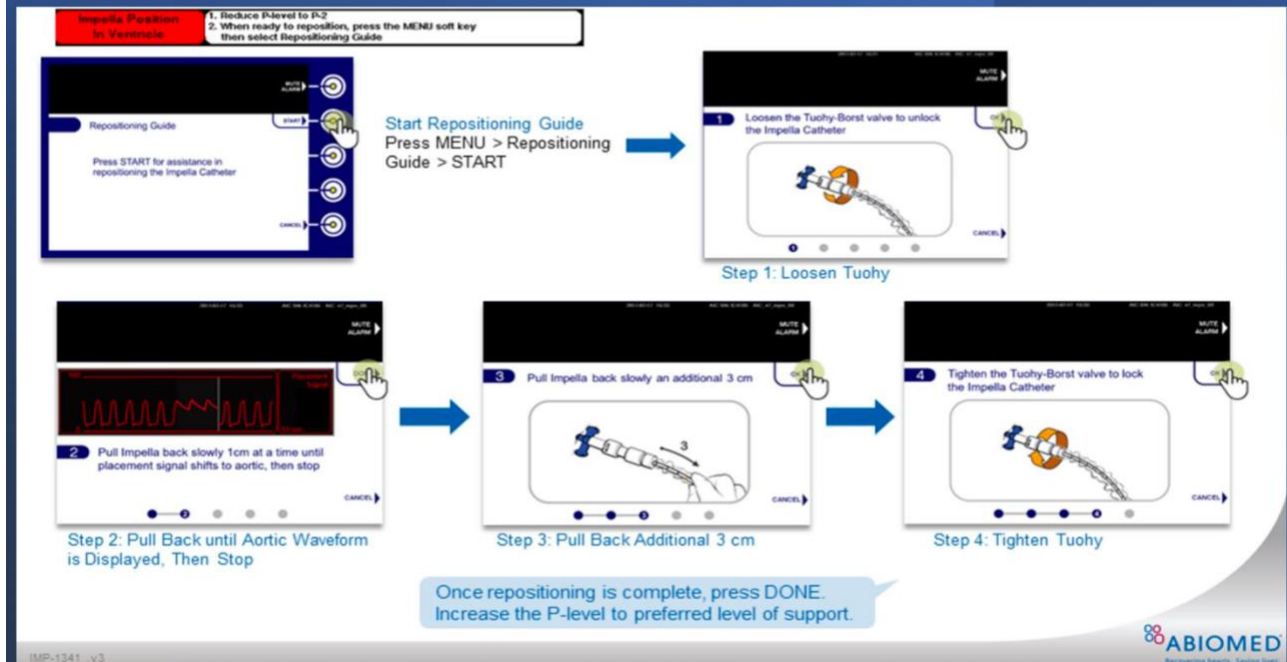 Impella Position
In Ventricle
1. Reduce P-level to P-2
2. When ready to reposition, press the MENU soft key
then select Repositioning Guide
MUTE
ALARM
START
Repositioning Guide
Press START for assistance in
repositioning the Impella Catheter
CANCEL
Start Repositioning Guide
Press MENU > Repositioning
Guide > START
MUTE
ALARM
1 Loosen the Tuohy-Borst valve to unlock
the Impella Catheter
OK
CANCEL
1
Step 1: Loosen Tuohy
MUTE
ALARM
2 Pull Impella back slowly 1cm at a time until
placement signal shifts to aortic, then stop
CANCEL
2
Step 2: Pull Back until Aortic Waveform
is Displayed, Then Stop
MUTE
ALARM
3 Pull Impella back slowly an additional 3 cm
OK
3
CANCEL
3
Step 3: Pull Back Additional 3 cm
MUTE
ALARM
4 Tighten the Tuohy-Borst valve to lock
the Impella Catheter
OK
CANCEL
4
Step 4: Tighten Tuohy
Once repositioning is complete, press DONE.
Increase the P-level to preferred level of support.
ABIOMED
IMP-1341 v3